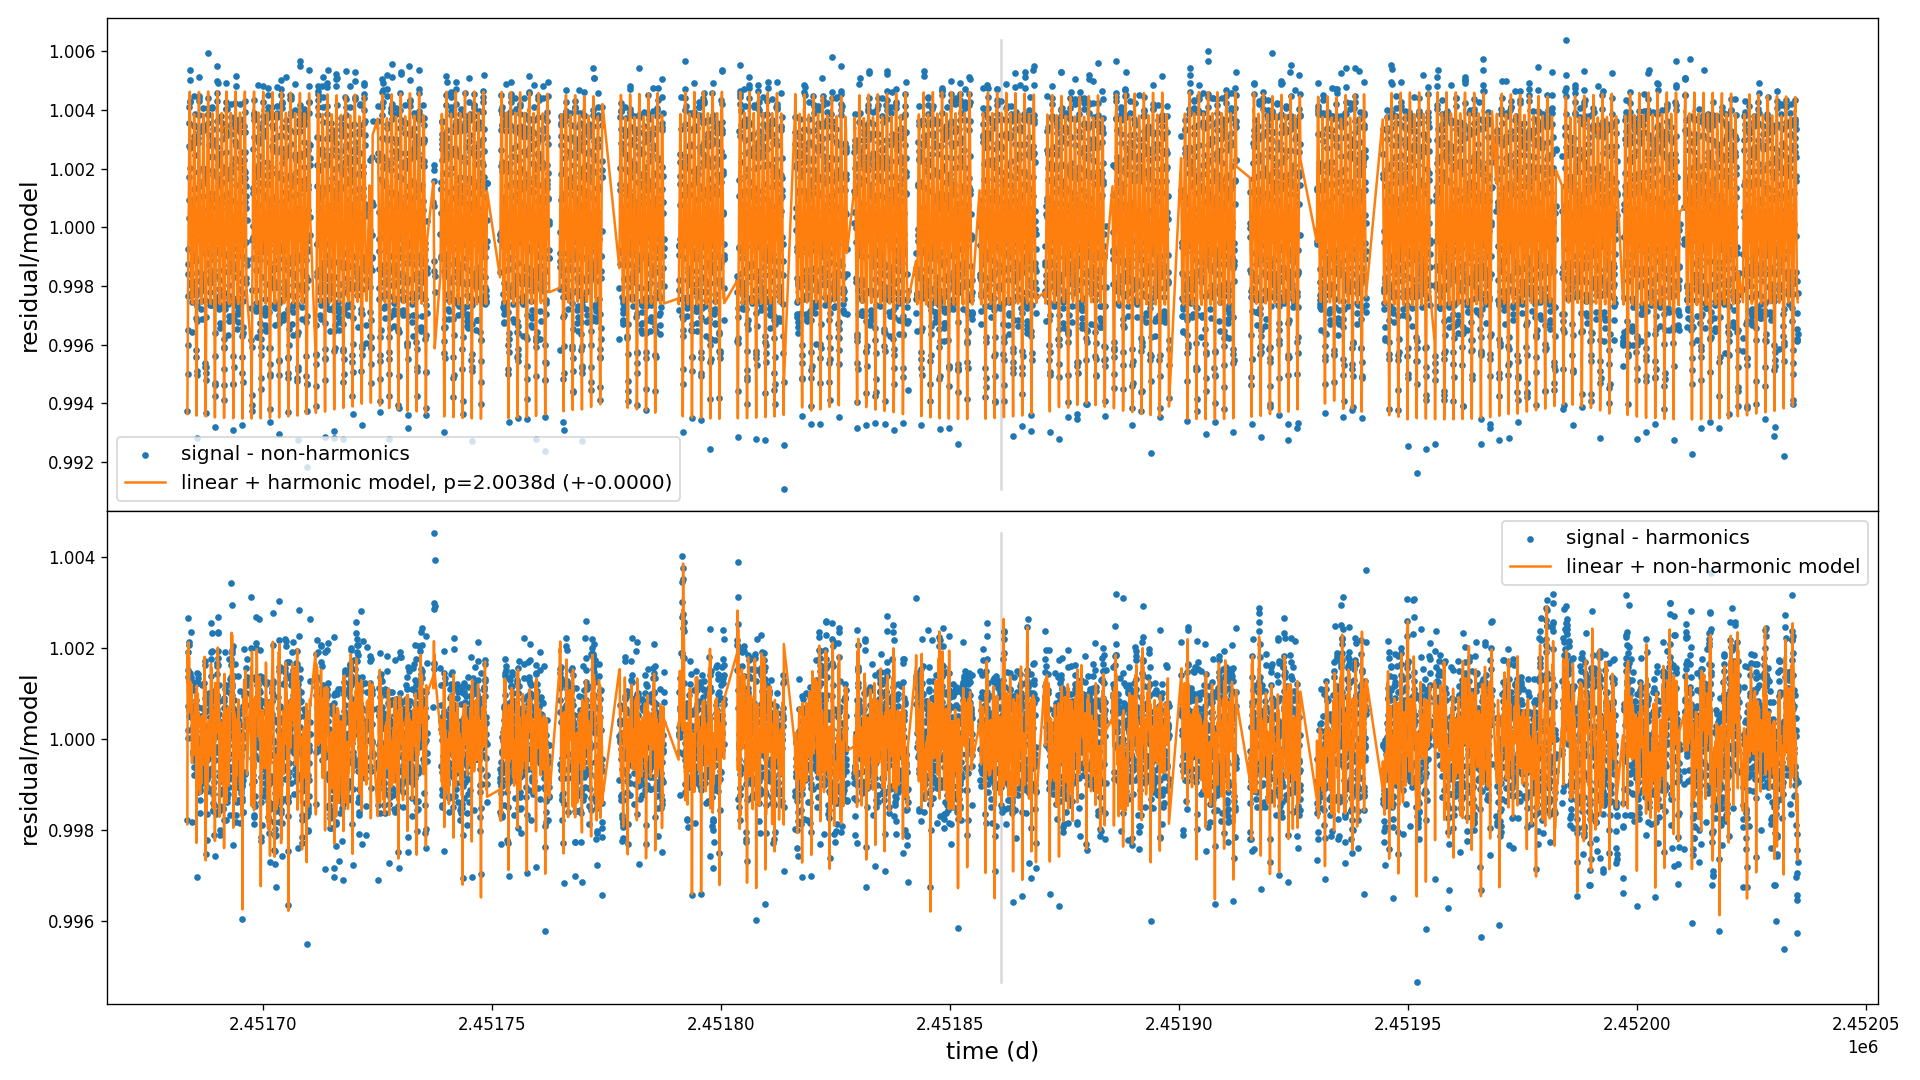 residual/model
1.006
1.004
1.002
1.000
0.998
0.996
0.994
0.992
signal - non-harmonics
linear + harmonic model, p=2.0038d (+-0.0000)
residual/model
1.004
1.002
1.000
0.998
0.996
signal - harmonics
linear + non-harmonic model
2.45170
2.45175
2.45180
2.45185
2.45190
2.45195
2.45200
2.45205
time (d)
1e6